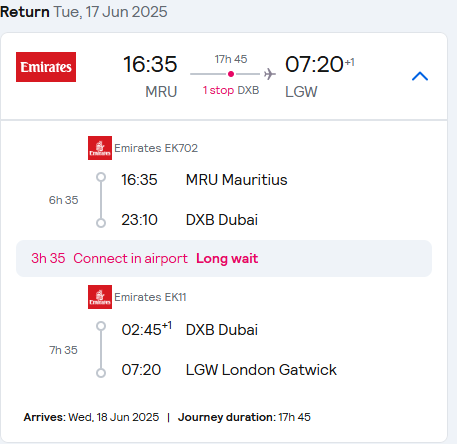 Return Tue, 17 Jun 2025
Emirates
16:35 17h 45 07:20+1
MRU 1 stop DXB LGW
Emirates EK702
16:35 MRU Mauritius
6h 35
23:10 DXB Dubai
3h 35 Connect in airport Long wait
Emirates EK11
02:45+1 DXB Dubai
7h 35
07:20 LGW London Gatwick
Arrives: Wed, 18 Jun 2025 | Journey duration: 17h 45